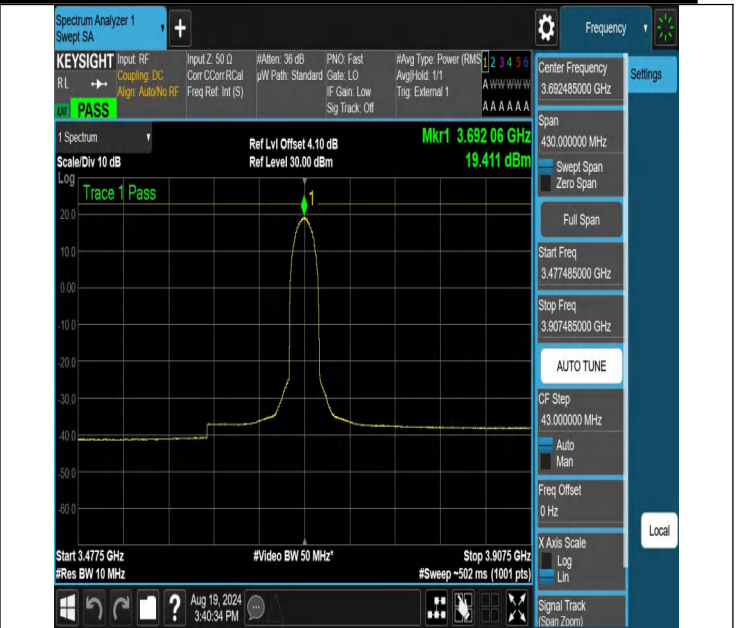 Spectrum Analyzer 1
Swept SA
+
Frequency
KEYSIGHT
RL
PASS
Input: RF
Coupling: DC
Align: Auto/No RF
Input Z: 50 Ω
Corr CCorr RCal
Freq Ref: Int (S)
#Atten: 36 dB
µW Path: Standard
PNO: Fast
Gate: LO
IF Gain: Low
Sig Track: Off
#Avg Type: Power (RMS
Avg|Hold: 1/1
Trig: External 1
1 2 3 4 5 6
A W W W W W
A A A A A A
1 Spectrum
Scale/Div 10 dB
Log
Ref Lvl Offset 4.10 dB
Ref Level 30.00 dBm
Mkr1 3.692 06 GHz
19.411 dBm
Trace 1 Pass
1
20.0
10.0
0.00
-10.0
-20.0
-30.0
-40.0
-50.0
-60.0
Start 3.4775 GHz
#Res BW 10 MHz
#Video BW 50 MHz*
Stop 3.9075 GHz
#Sweep ~502 ms (1001 pts)
Center Frequency
3.692485000 GHz
Span
430.000000 MHz
Swept Span
Zero Span
Full Span
Start Freq
3.477485000 GHz
Stop Freq
3.907485000 GHz
AUTO TUNE
CF Step
43.000000 MHz
Auto
Man
Freq Offset
0 Hz
X Axis Scale
Log
Lin
Signal Track
(Span Zoom)
Settings
Local
?
Aug 19, 2024
3:40:34 PM